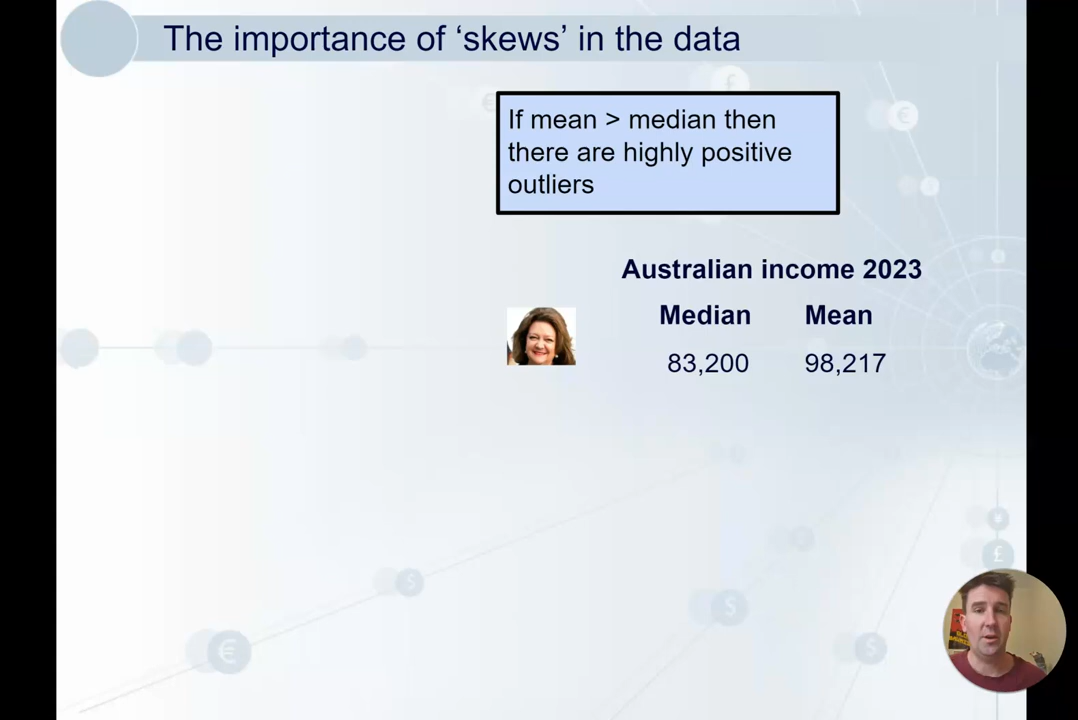 The importance of ‘skews’ in the data
If mean > median then
there are highly positive
outliers
Australian income 2023
Median Mean
83,200 98,217